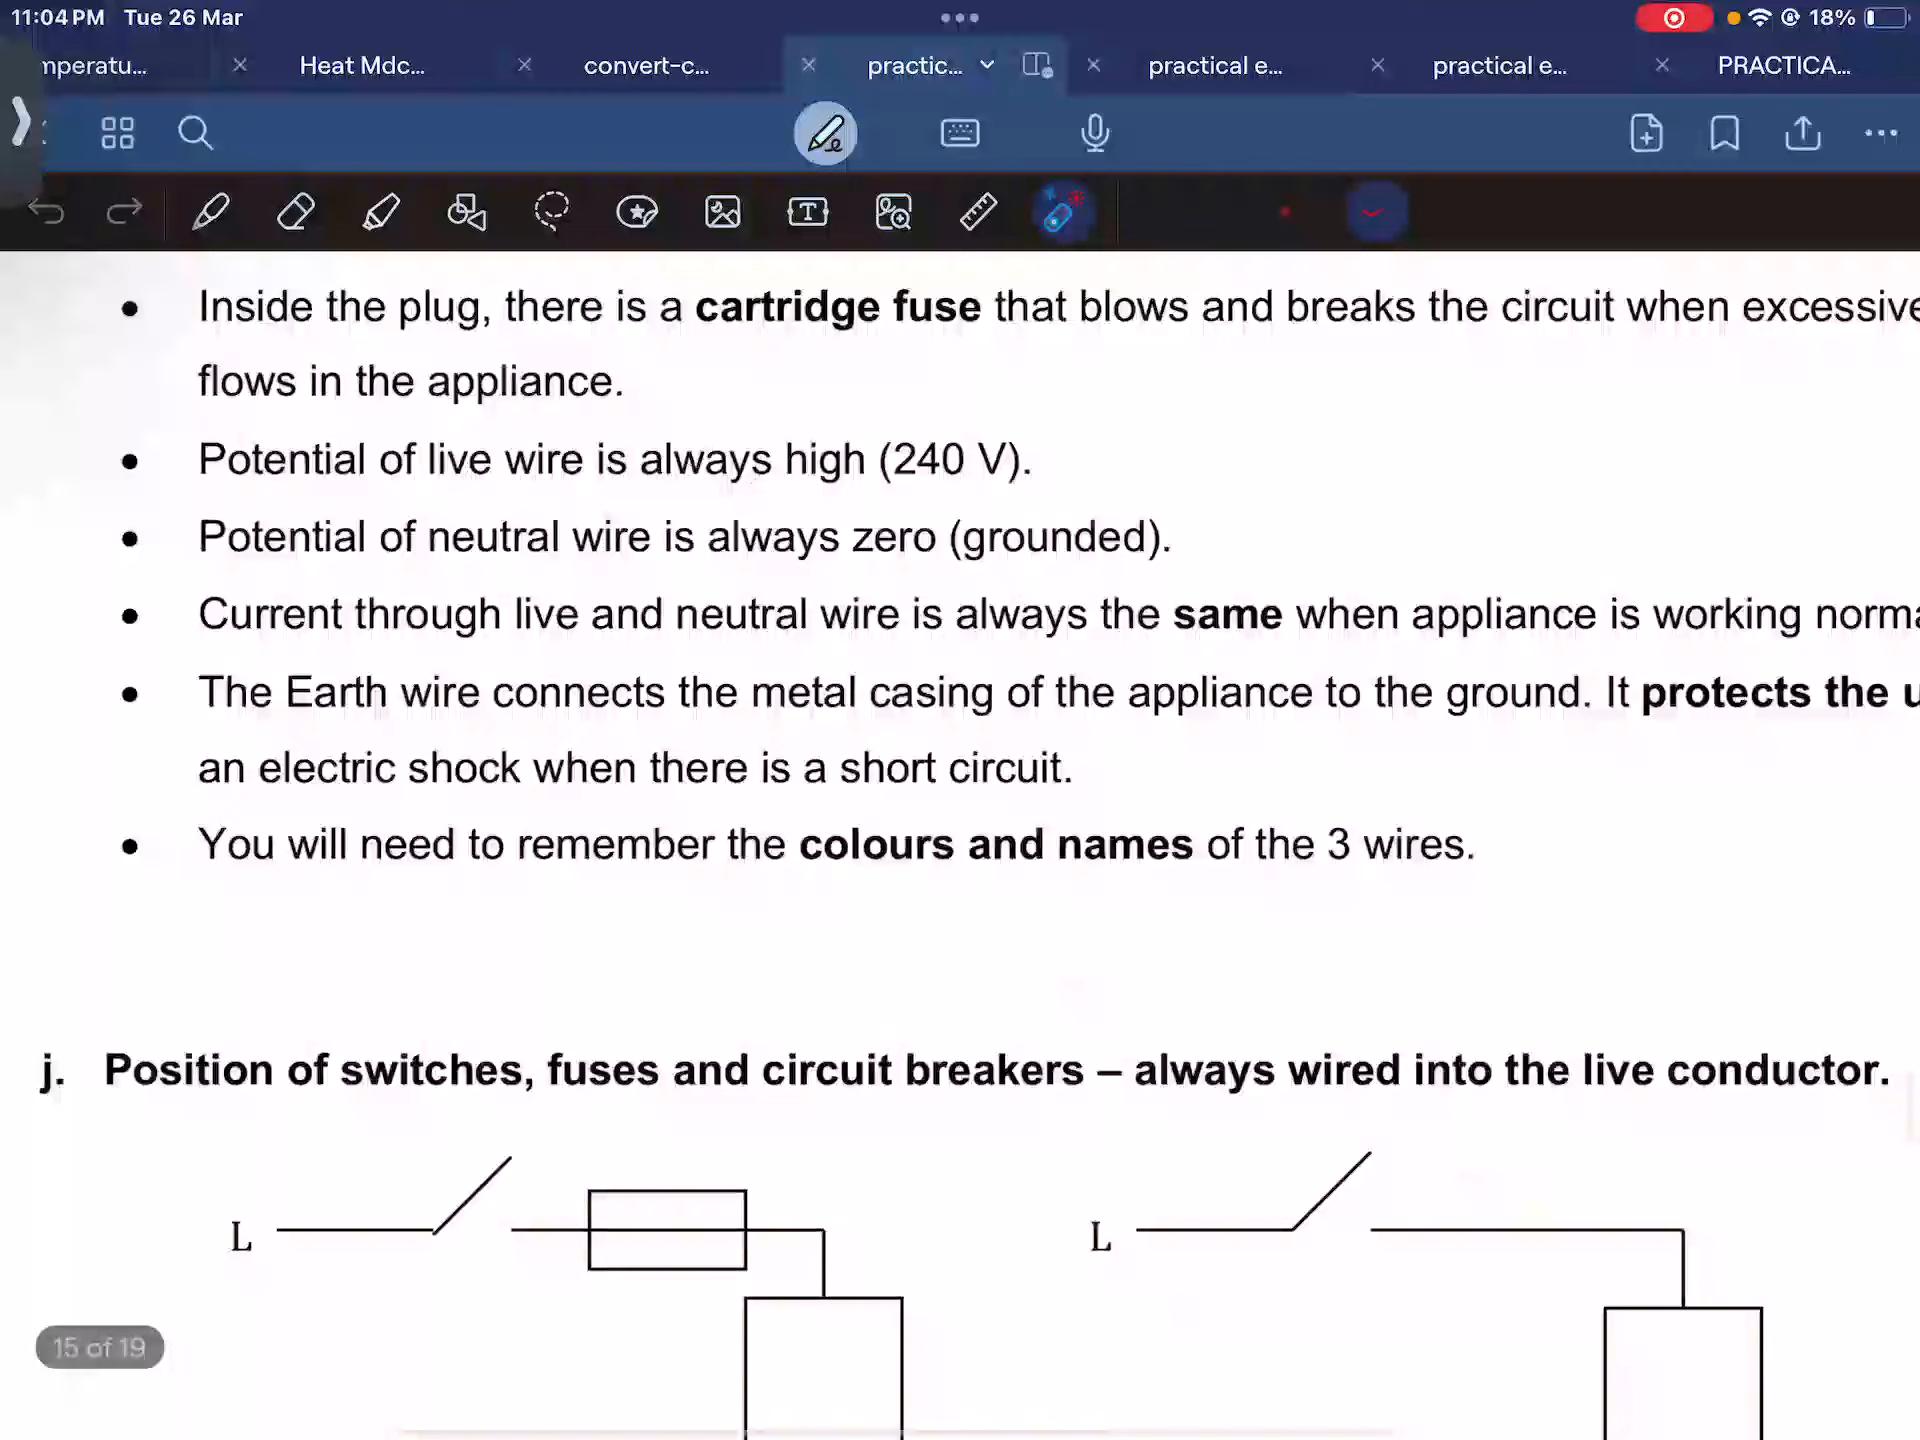 11:04 PM Tue 26 Mar
18%
mperatu...
Heat Mdc...
convert-c...
practic...
practical e...
practical e...
PRACTICA...
• Inside the plug, there is a cartridge fuse that blows and breaks the circuit when excessive
flows in the appliance.
• Potential of live wire is always high (240 V).
• Potential of neutral wire is always zero (grounded).
• Current through live and neutral wire is always the same when appliance is working norma
• The Earth wire connects the metal casing of the appliance to the ground. It protects the u
an electric shock when there is a short circuit.
• You will need to remember the colours and names of the 3 wires.
j. Position of switches, fuses and circuit breakers – always wired into the live conductor.
L
L
15 of 19